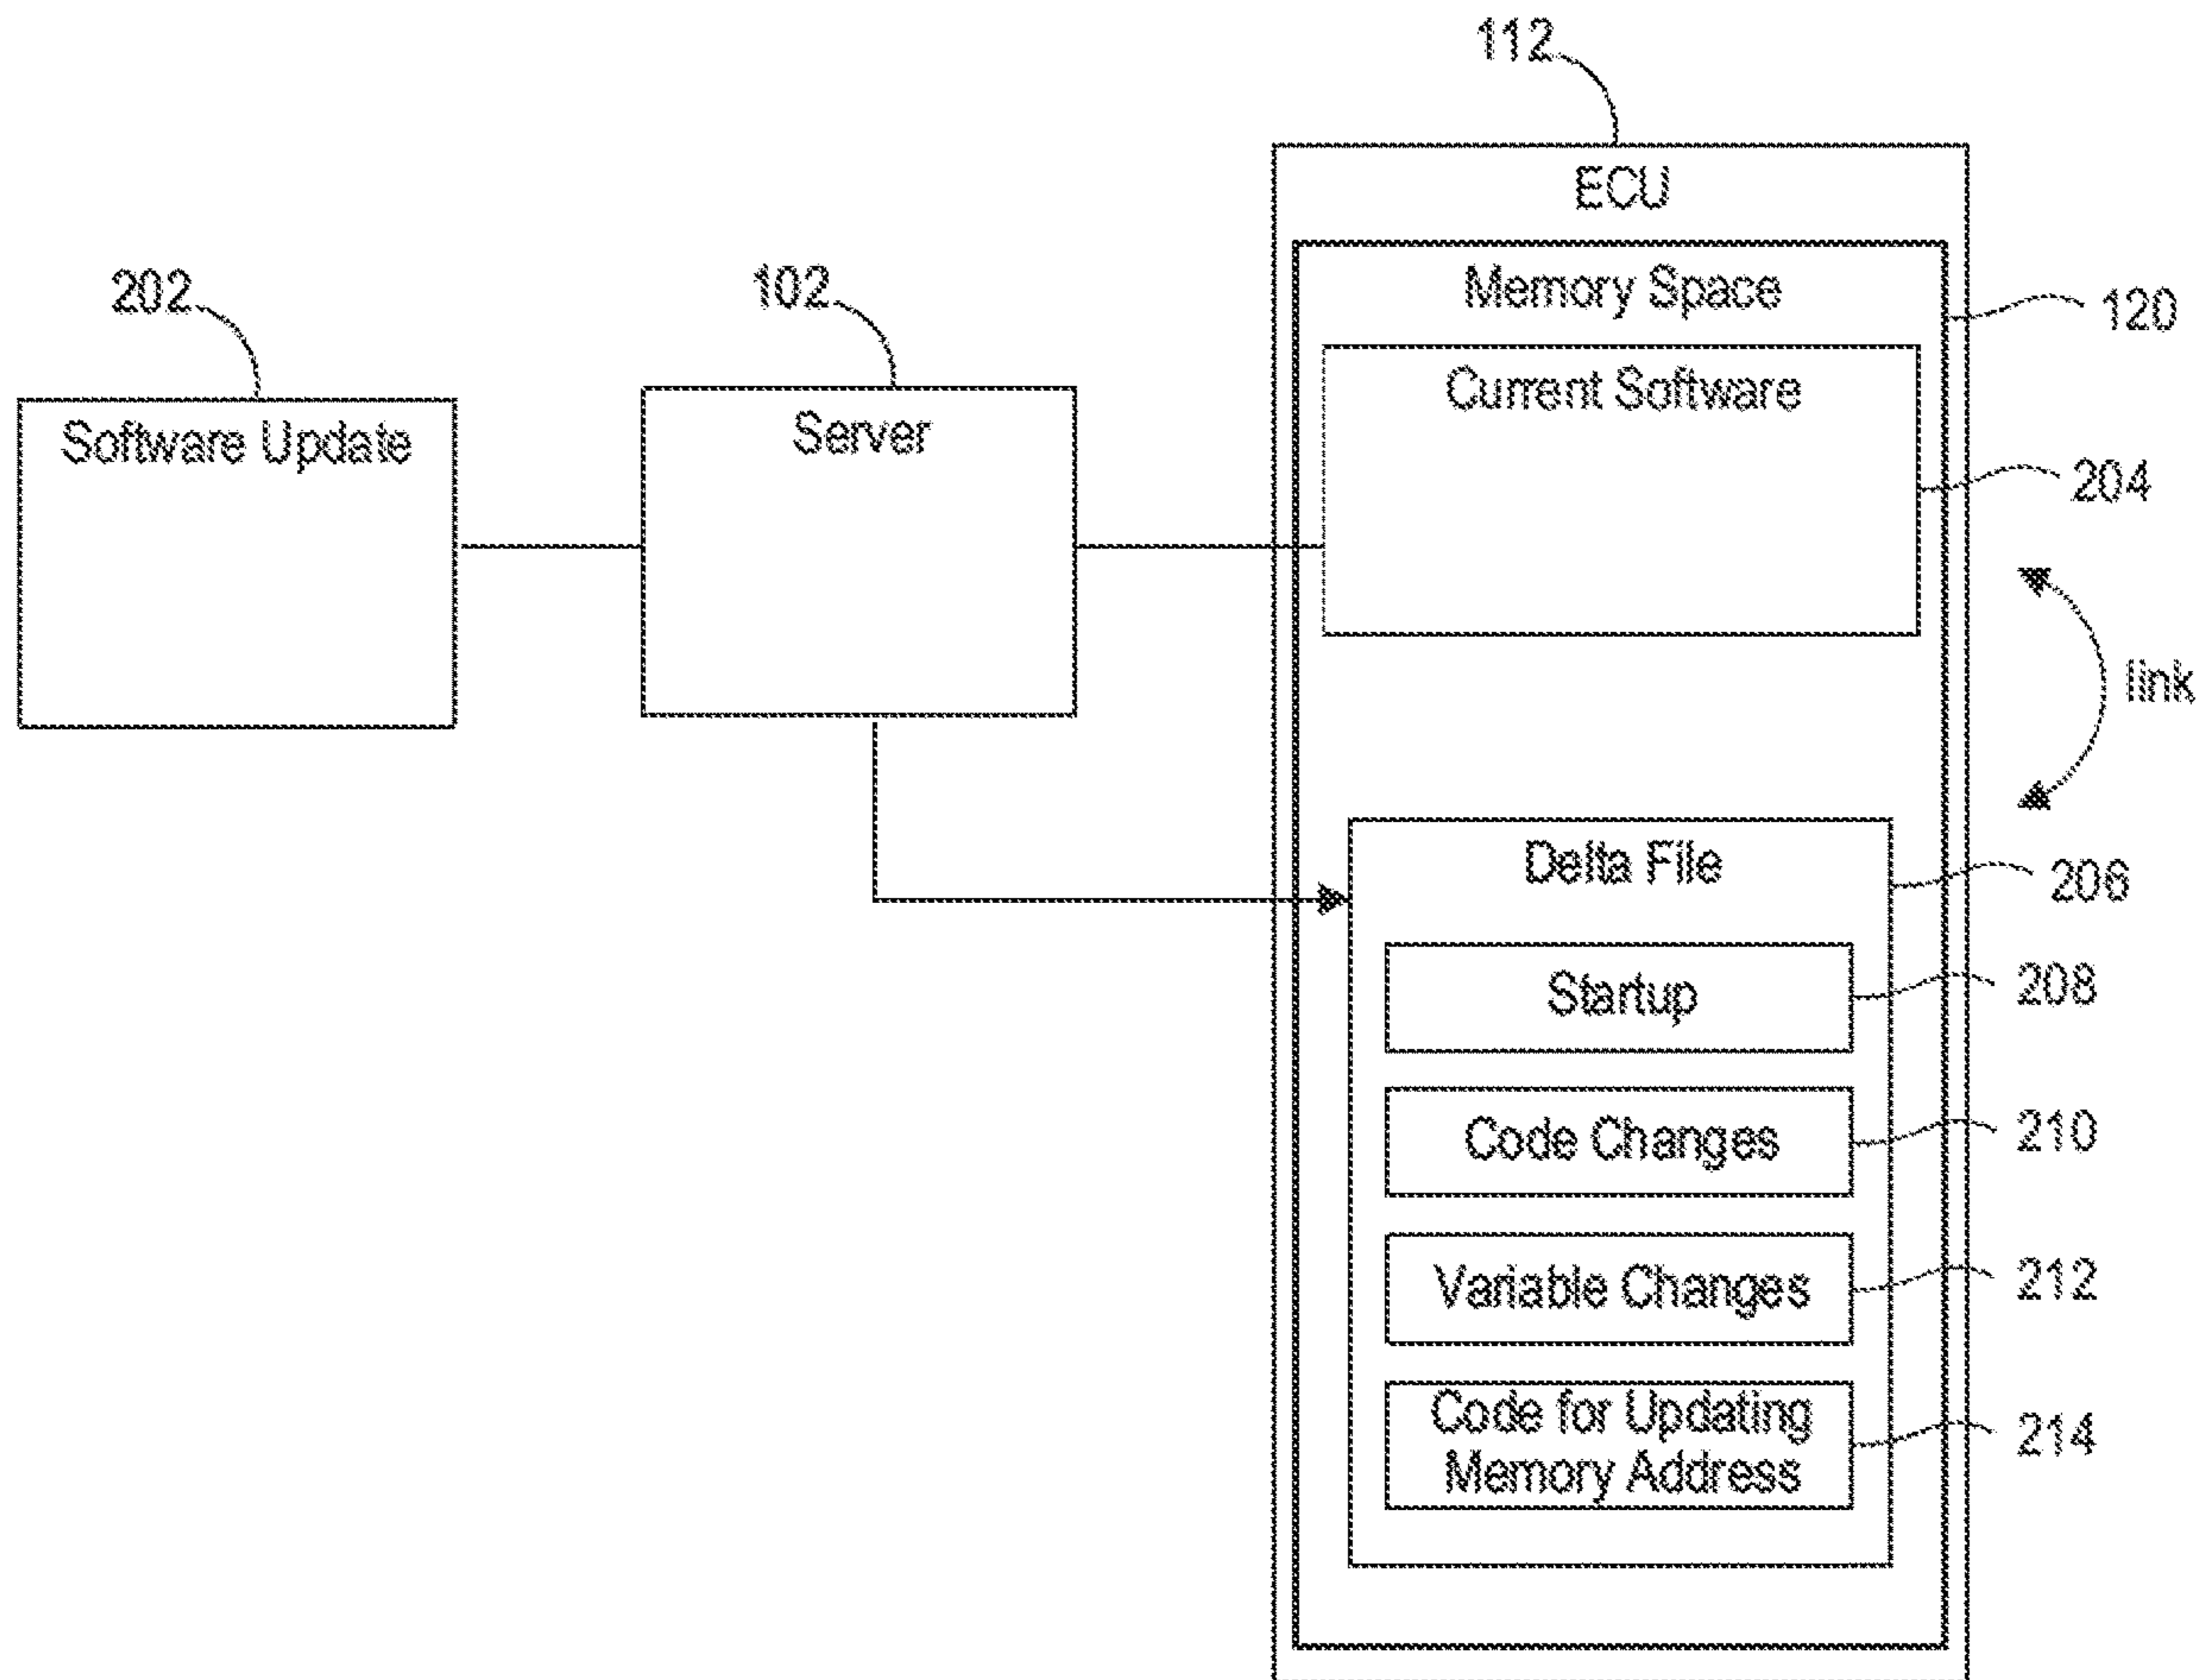 112
ECU
202
102
Memory Space
120
Current Software
Software Update
Server
204
link
Delta File
206
Startup
208
Code Changes
210
Variable Changes
212
Code for Updating
Memory Address
214